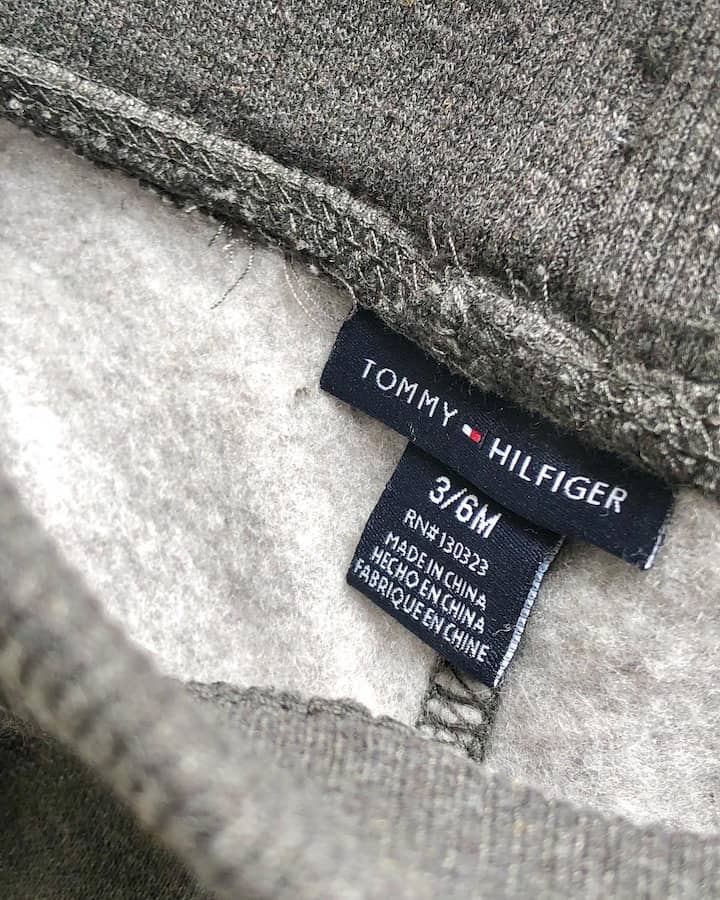 TOMMY HILFIGER
3/6M
RN#130323
MADE IN CHINA
HECHO EN CHINA
FABRIQUE EN CHINE